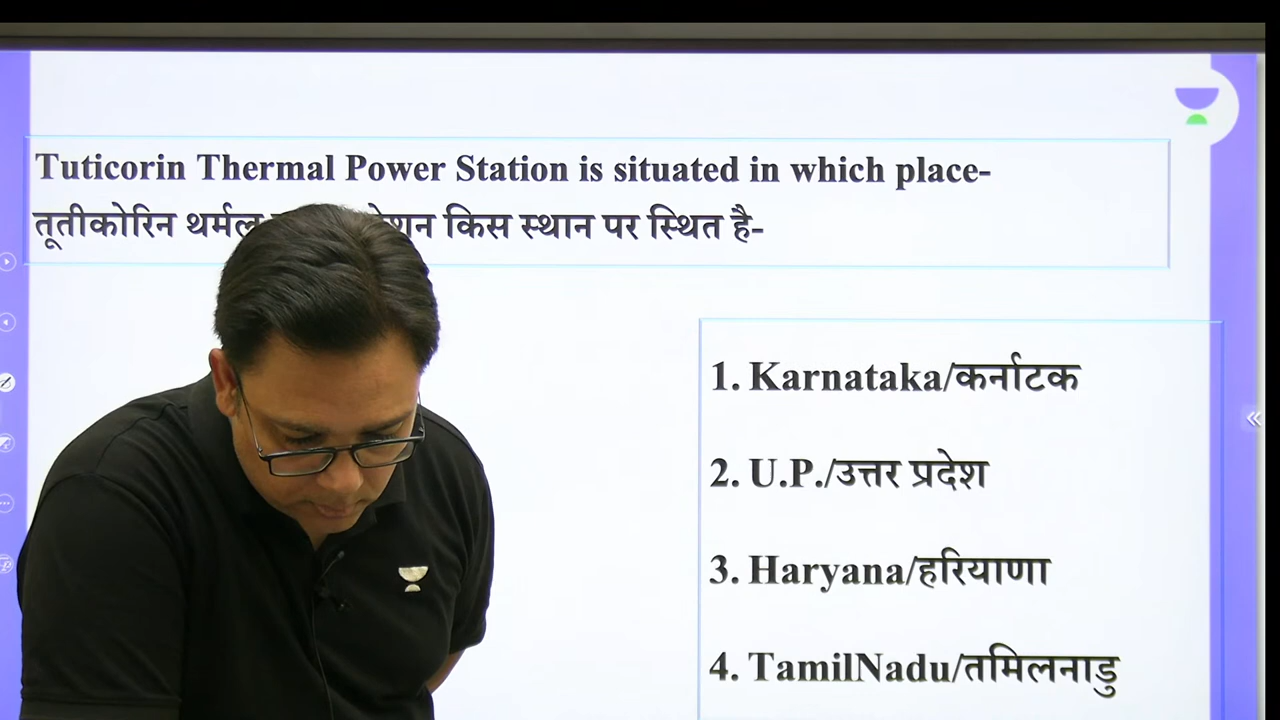 Tuticorin Thermal Power Station is situated in which place-
तूतीकोरिन थर्मल किस स्थान पर स्थित है-
1. Karnataka/कर्नाटक
2. U.P./उत्तर प्रदेश
3. Haryana/हरियाणा
4. TamilNadu/तमिलनाडु